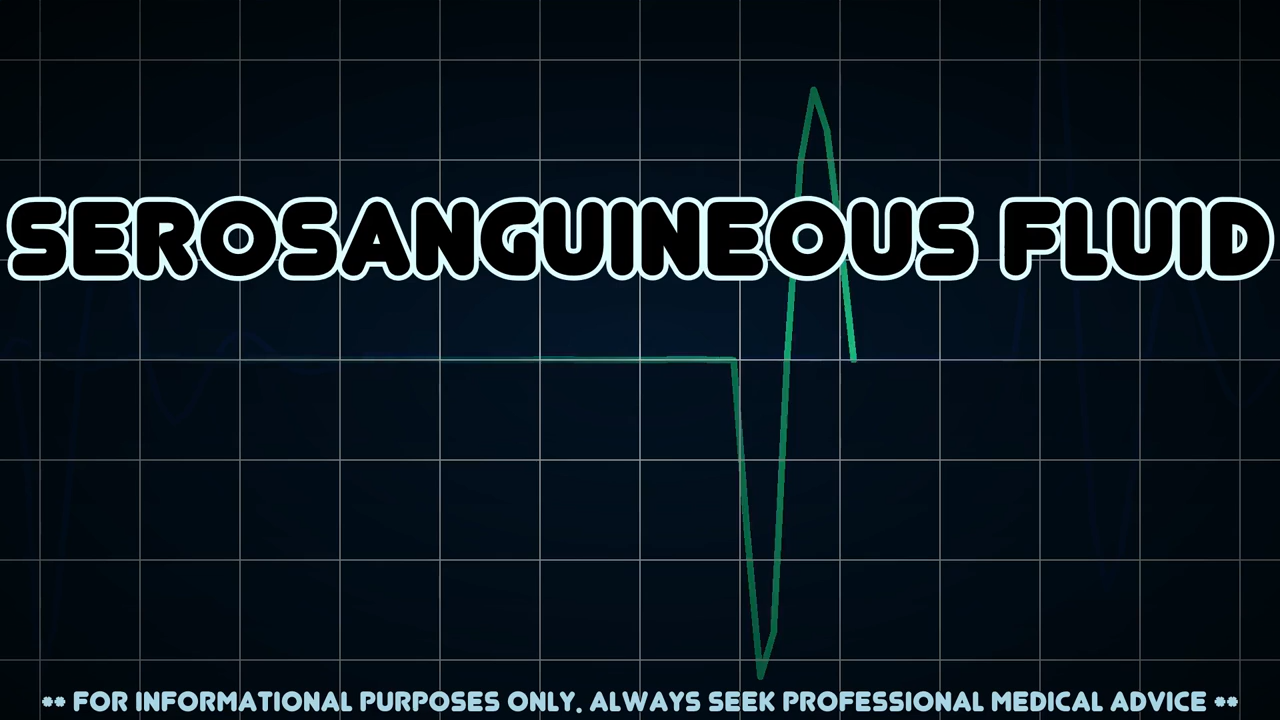 SEROSANGUINEOUS FLUID
** FOR INFORMATIONAL PURPOSES ONLY. ALWAYS SEEK PROFESSIONAL MEDICAL ADVICE **